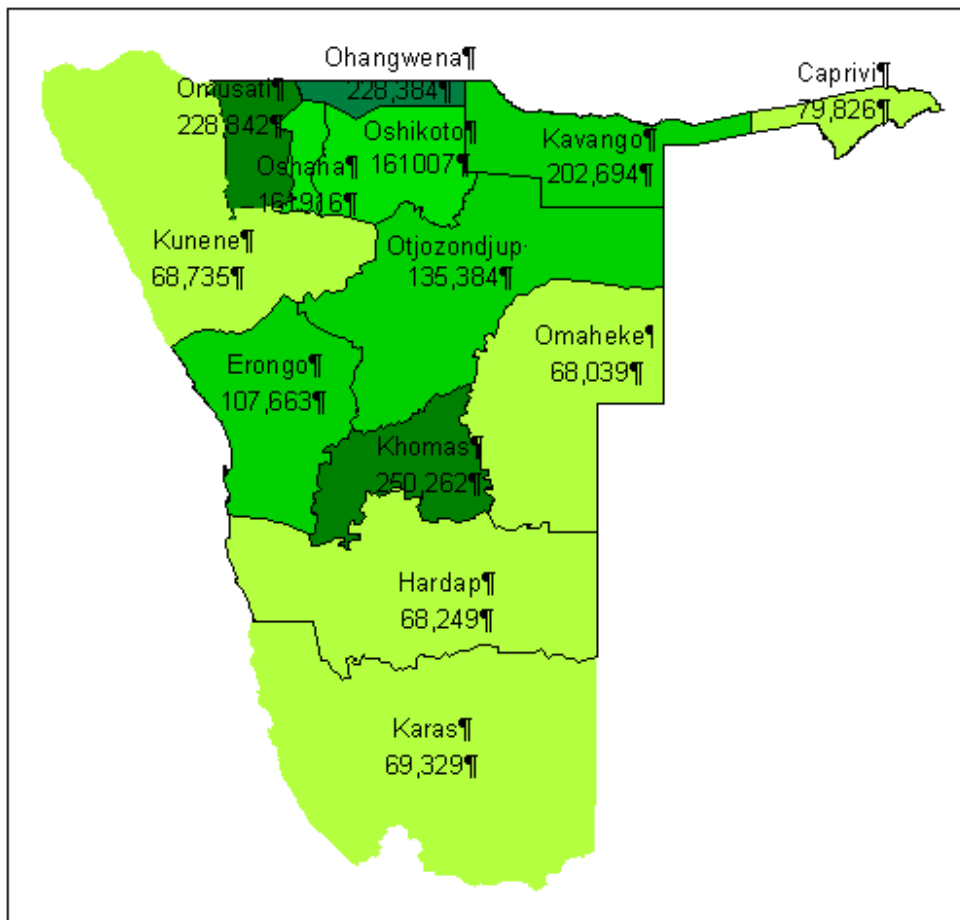 Ohangwena¶
228,384¶
Caprivi¶
79,826¶
Omusati¶
228,842¶
Oshikoto¶
161007¶
Kavango¶
202,694¶
Oshana¶
161,916¶
Kunene¶
68,735¶
Otjozondjup·
135,384¶
Omaheke¶
68,039¶
Erongo¶
107,663¶
Khomas¶
250,262¶
Hardap¶
68,249¶
Karas¶
69,329¶